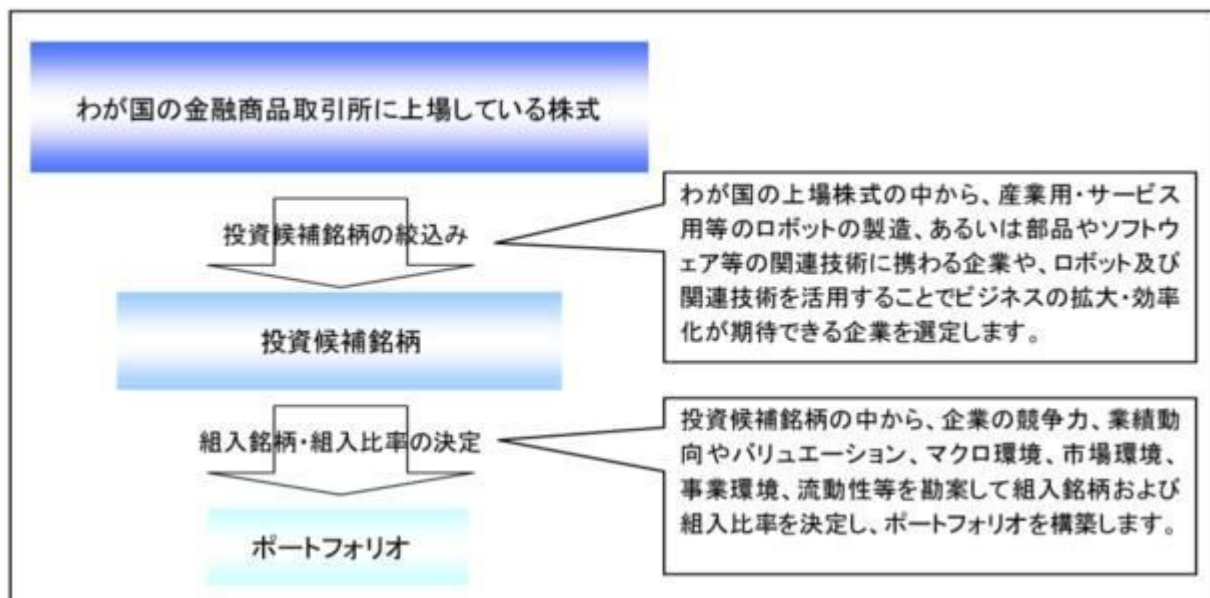 わが国の金融商品取引所に上場している株式
投資候補銘柄の絞込み
わが国の上場株式の中から、産業用・サービス
用等のロボットの製造、あるいは部品やソフトウ
ェア等の関連技術に携わる企業や、ロボット及び
関連技術を活用することでビジネスの拡大・効率
化が期待できる企業を選定します。
投資候補銘柄
組入銘柄・組入比率の決定
投資候補銘柄の中から、企業の競争力、業績動
向やバリュエーション、マクロ環境、市場環境、
事業環境、流動性等を勘案して組入銘柄および
組入比率を決定し、ポートフォリオを構築します。
ポートフォリオ